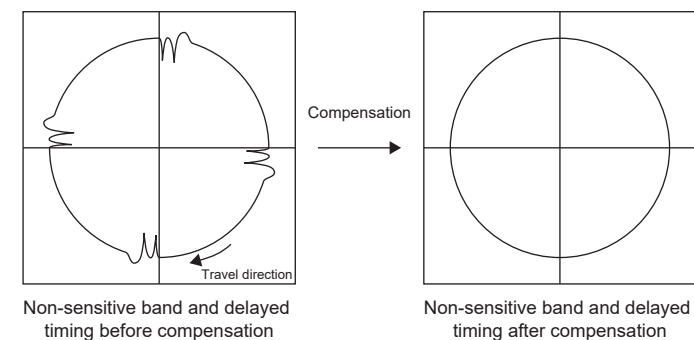 Compensation
Travel direction
Non-sensitive band and delayed
timing before compensation
Non-sensitive band and delayed
timing after compensation